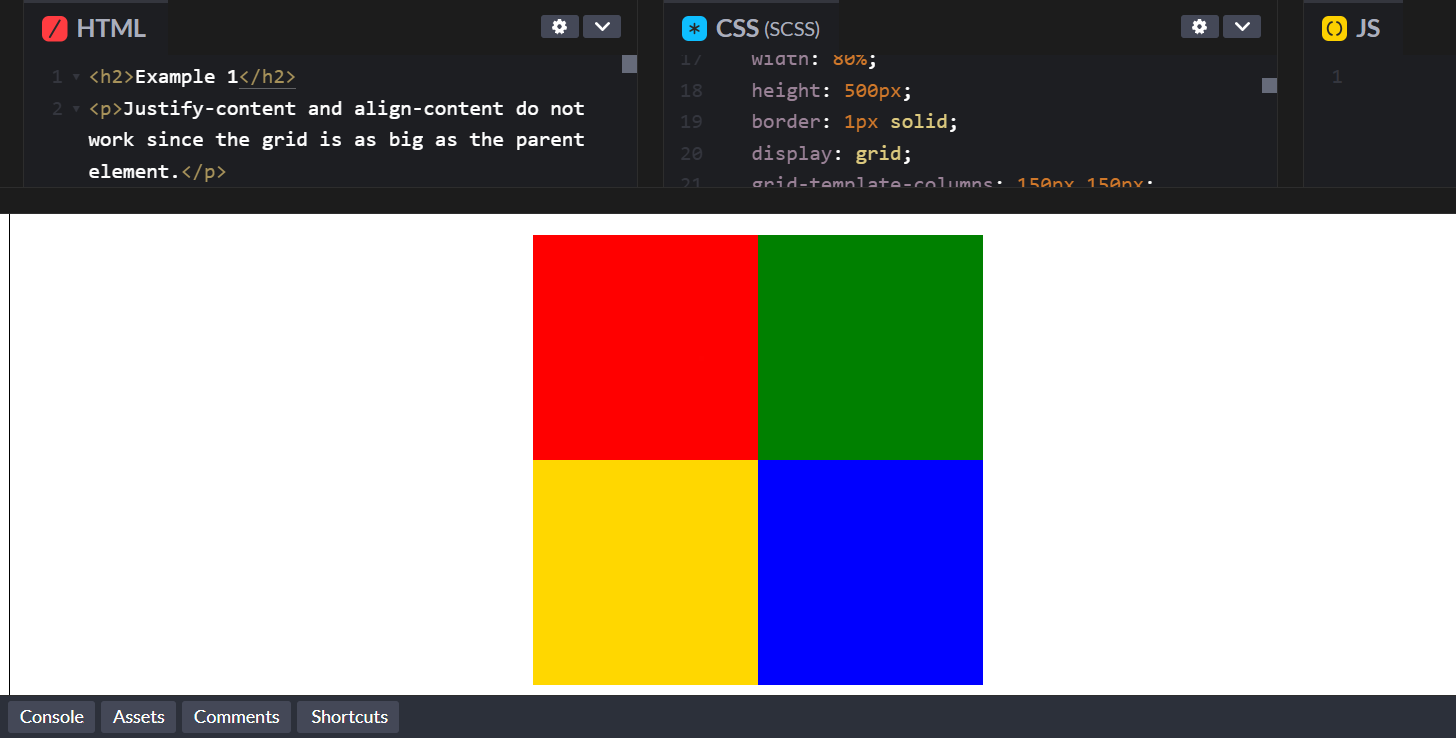 HTML
1 <h2>Example 1</h2>
2 <p>Justify-content and align-content do not
work since the grid is as big as the parent
element.</p>
CSS (SCSS)
17 width: 80%;
18 height: 500px;
19 border: 1px solid;
20 display: grid;
21 grid-template-columns: 150px 150px;
JS
1
Console Assets Comments Shortcuts